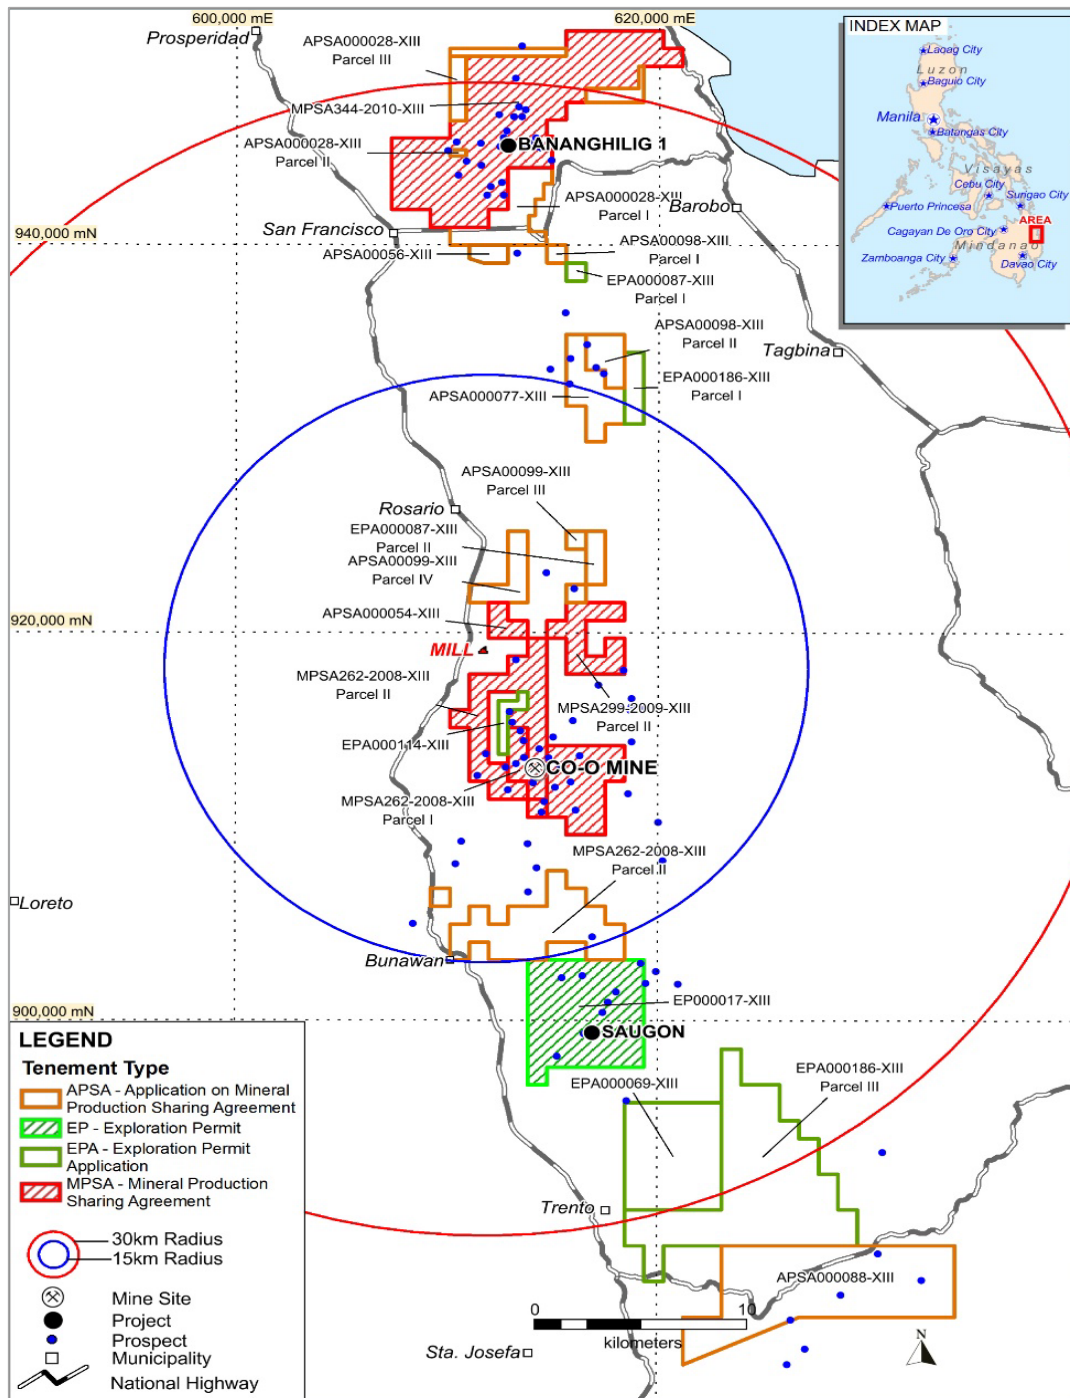 600,000 mE
620,000 mE
Prosperidad
APSA000028-XIII
Parcel III
MPSA344-2010-XIII
APSA000028-XIII
Parcel II
BANANGHILIG 1
APSA000028-XIII
Parcel I
Barobo
San Francisco
940,000 mN
APSA000056-XIII
APSA00098-XIII
Parcel I
EPA000087-XIII
Parcel I
APSA00098-XIII
Parcel II
Tagbina
EPA000186-XIII
Parcel I
APSA000077-XIII
APSA00099-XIII
Parcel III
Rosario
EPA000087-XIII
Parcel II
APSA00099-XIII
Parcel IV
APSA000054-XIII
920,000 mN
MILL
MPSA262-2008-XIII
Parcel II
MPSA299-2009-XIII
Parcel II
EPA000114-XIII
CO-O MINE
MPSA262-2008-XIII
Parcel I
MPSA262-2008-XIII
Parcel II
Loreto
Bunawan
EP000017-XIII
900,000 mN
SAUGON
EPA000069-XIII
EPA000186-XIII
Parcel III
Trento
APSA000088-XIII
Sta. Josefa
0
10
kilometers
N
INDEX MAP
Laoag City
Luzon
Baguio City
Manila
Batangas City
Visayas
Cebu City
Surigao City
Puerto Princesa
AREA
Cagayan De Oro City
Mindanao
Zamboanga City
Davao City
LEGEND
Tenement Type
APSA - Application on Mineral
Production Sharing Agreement
EP - Exploration Permit
EPA - Exploration Permit
Application
MPSA - Mineral Production
Sharing Agreement
30km Radius
15km Radius
Mine Site
Project
Prospect
Municipality
National Highway